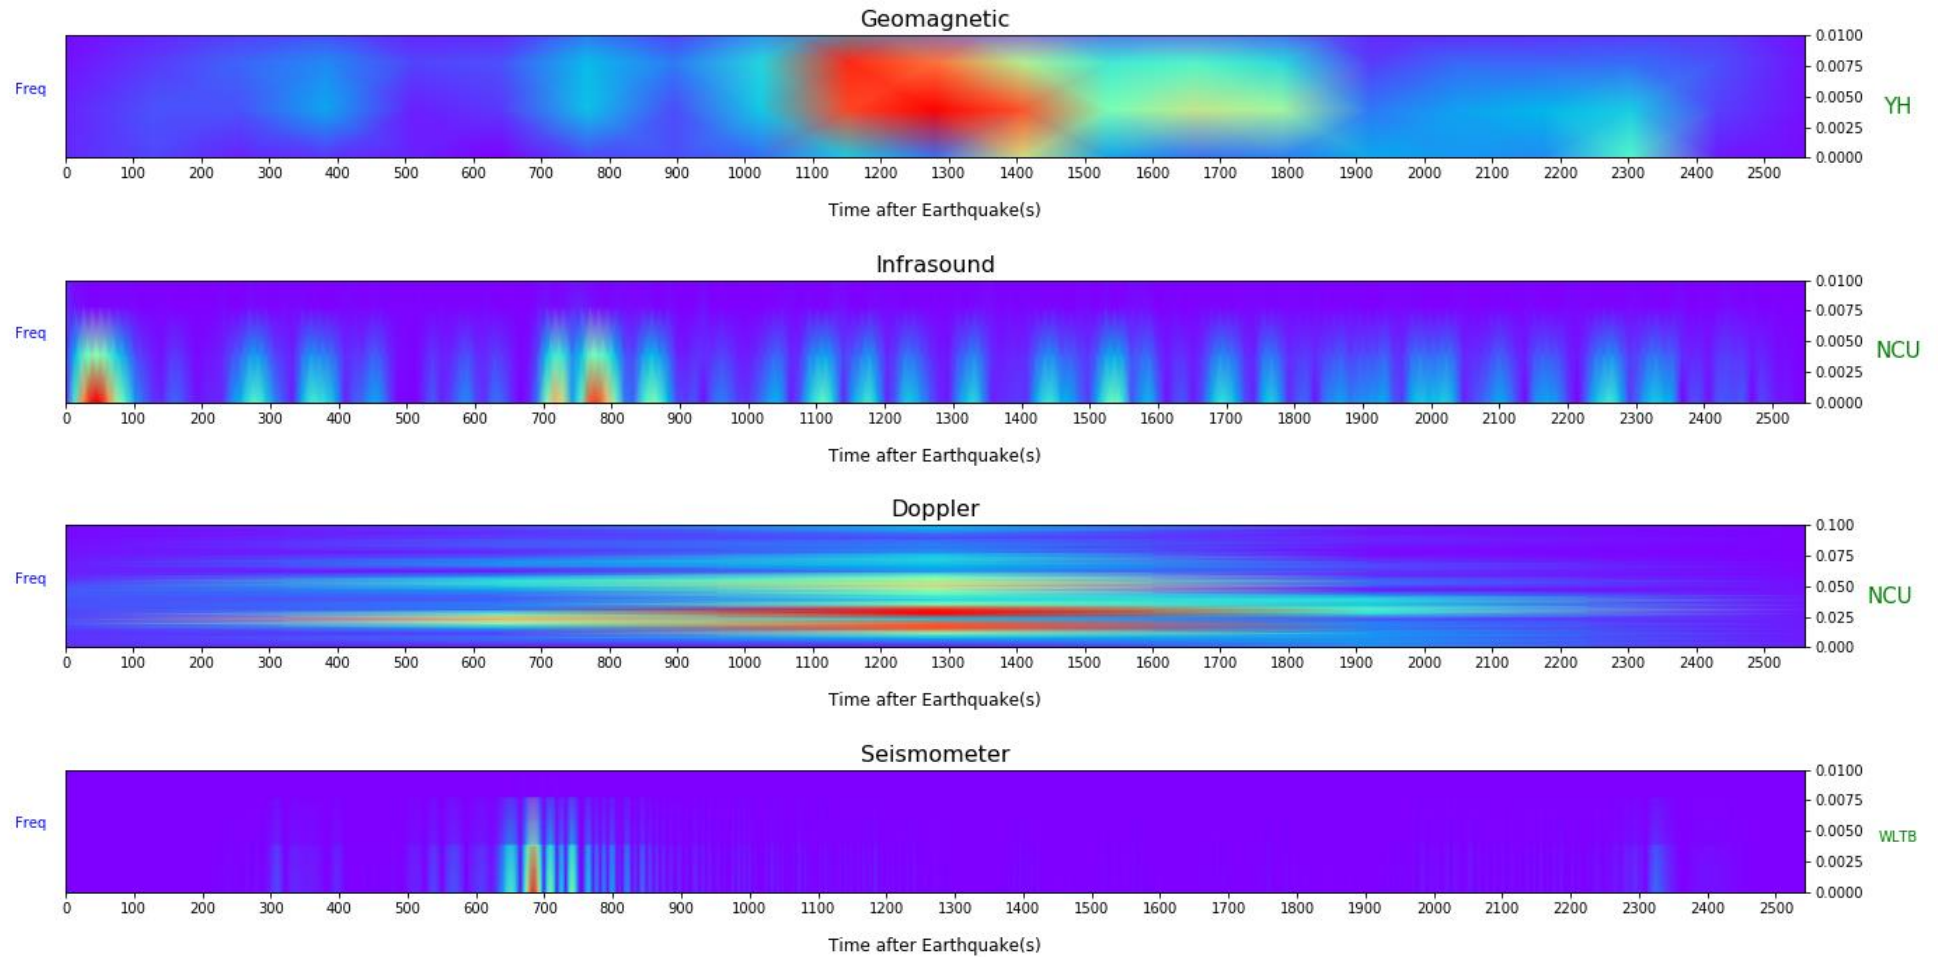 Geomagnetic
0.0100
0.0075
Freq
0.0050
YH
0.0025
0.0000
0 100 200 300 400 500 600 700 800 900 1000 1100 1200 1300 1400 1500 1600 1700 1800 1900 2000 2100 2200 2300 2400 2500
Time after Earthquake(s)
Infrasound
0.0100
0.0075
Freq
0.0050
NCU
0.0025
0.0000
0 100 200 300 400 500 600 700 800 900 1000 1100 1200 1300 1400 1500 1600 1700 1800 1900 2000 2100 2200 2300 2400 2500
Time after Earthquake(s)
Doppler
0.100
0.075
Freq
0.050
NCU
0.025
0.000
0 100 200 300 400 500 600 700 800 900 1000 1100 1200 1300 1400 1500 1600 1700 1800 1900 2000 2100 2200 2300 2400 2500
Time after Earthquake(s)
Seismometer
0.0100
0.0075
Freq
0.0050
WLTB
0.0025
0.0000
0 100 200 300 400 500 600 700 800 900 1000 1100 1200 1300 1400 1500 1600 1700 1800 1900 2000 2100 2200 2300 2400 2500
Time after Earthquake(s)